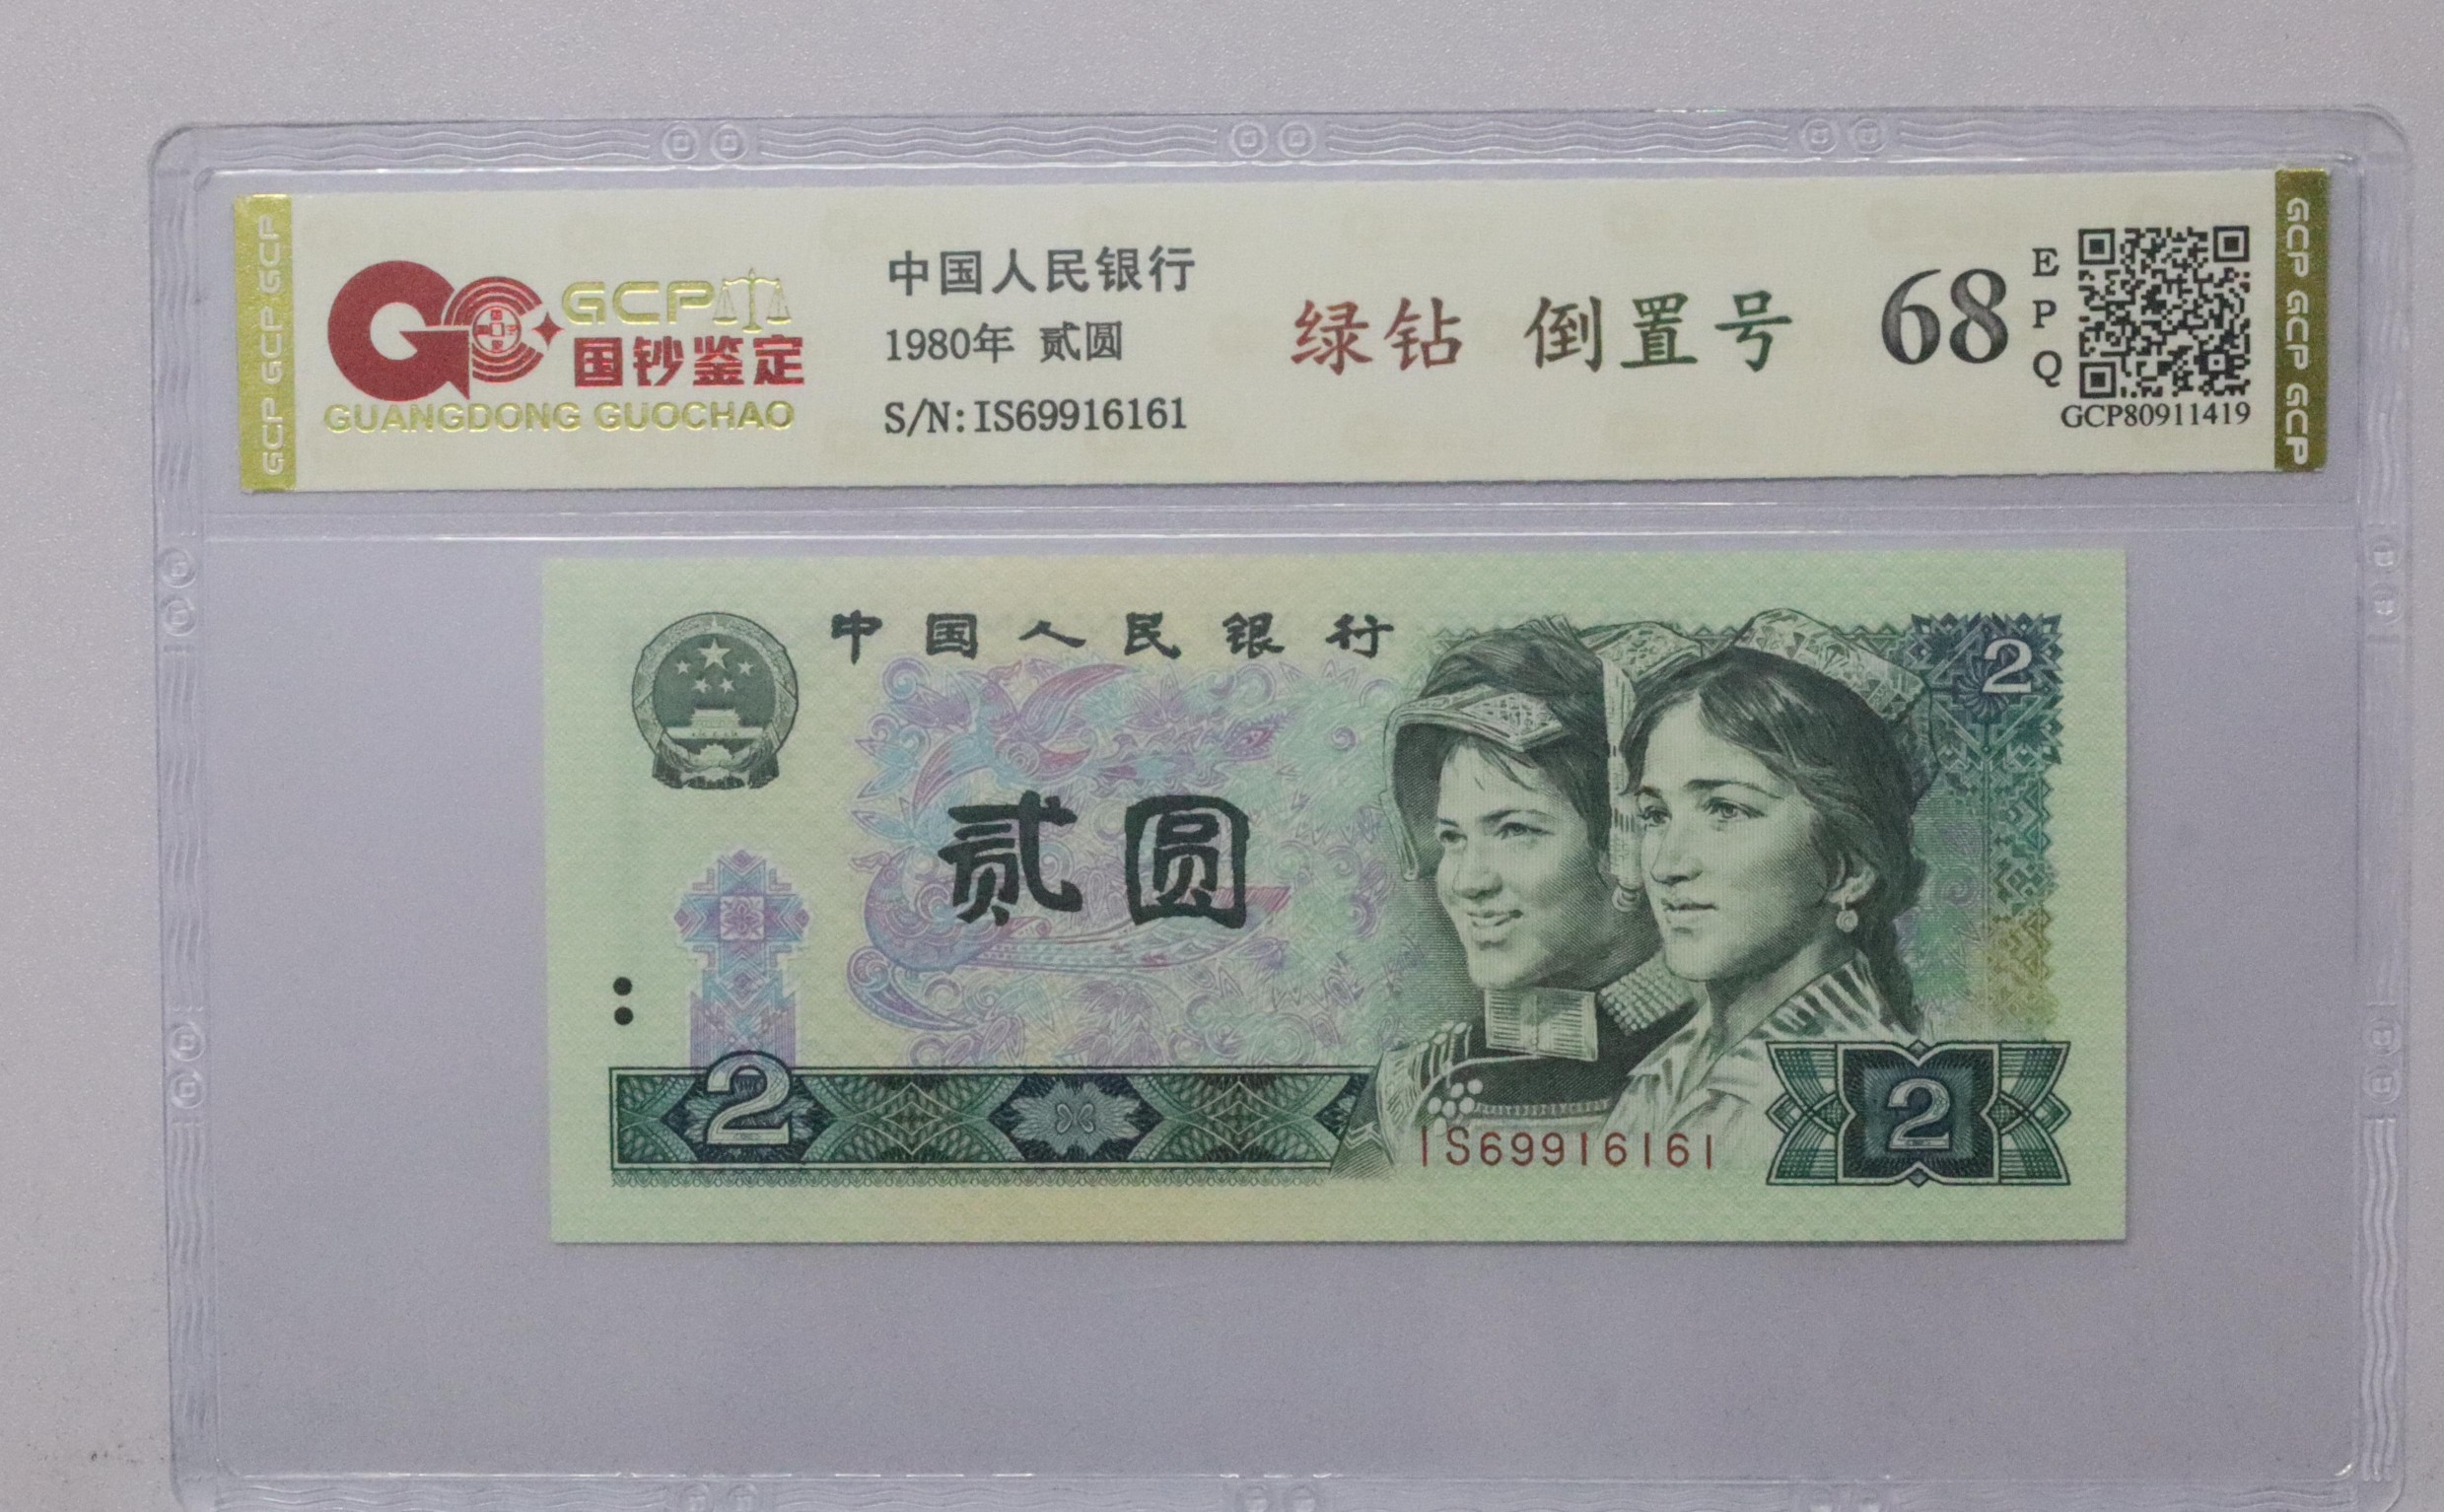 GCP GCP GCP
GCP
国钞鉴定
GUANGDONG GUOCHAO
中国人民银行
1980年 贰圆
S/N:IS69916161
绿钻 倒置号
68
E
P
Q
GCP80911419
GCP GCP GCP
中国人民银行
2
贰圆
2
IS69916161
2